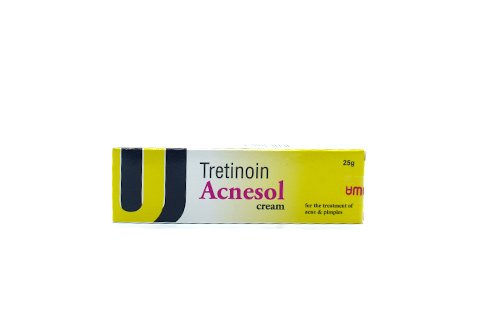 Tretinoin
Acnesol
cream
25g
for the treatment of
acne & pimples